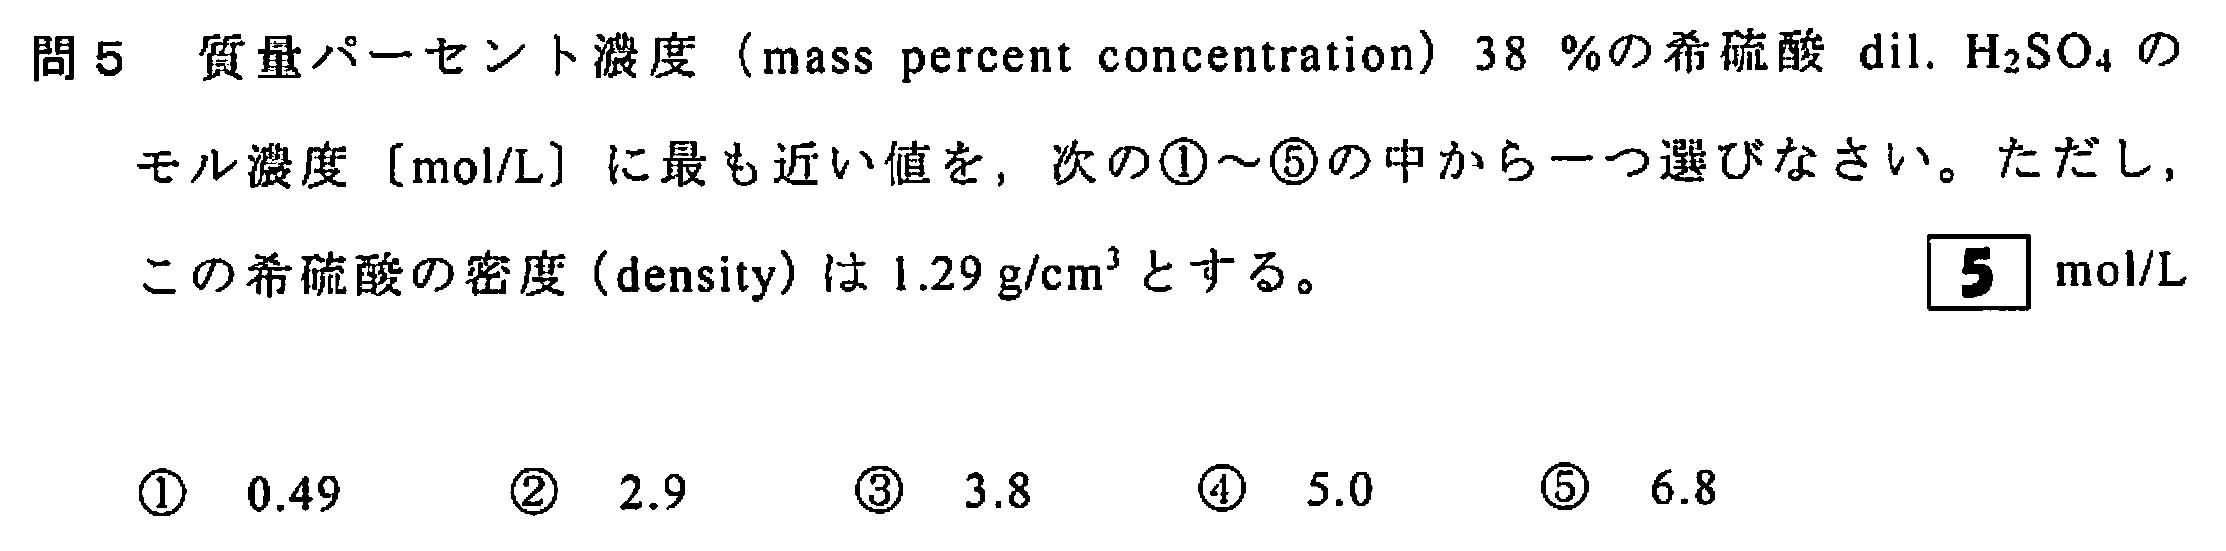 問5　質量パーセント濃度（mass percent concentration）38 %の希硫酸 dil. H₂SO₄ の
モル濃度〔mol/L〕に最も近い値を，次の①～⑤の中から一つ選びなさい。ただし，
この希硫酸の密度（density）は 1.29 g/cm³ とする。 5 mol/L
① 0.49 ② 2.9 ③ 3.8 ④ 5.0 ⑤ 6.8